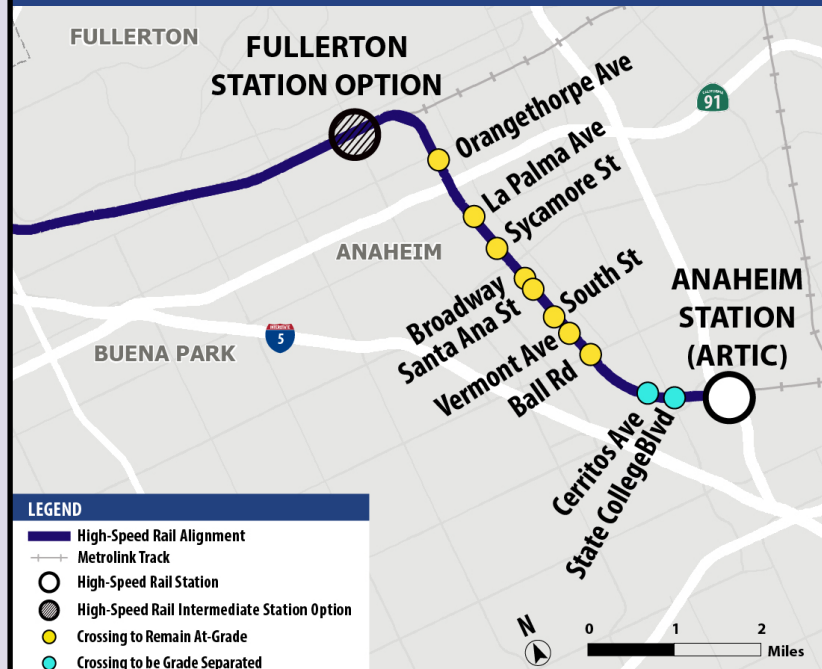 FULLERTON
FULLERTON
STATION OPTION
CALIFORNIA
91
Orangethorpe Ave
La Palma Ave
Sycamore St
ANAHEIM
Broadway
Santa Ana St
South St
Vermont Ave
Ball Rd
ANAHEIM
STATION
(ARTIC)
5
BUENA PARK
Cerritos Ave
State CollegeBlvd
LEGEND
High-Speed Rail Alignment
Metrolink Track
High-Speed Rail Station
High-Speed Rail Intermediate Station Option
Crossing to Remain At-Grade
Crossing to be Grade Separated
N
0 1 2
Miles